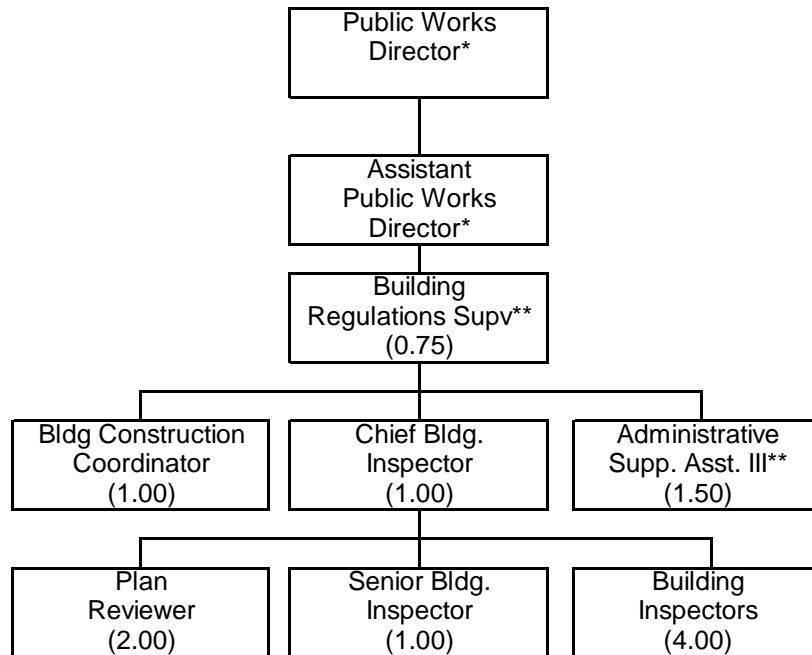 Public Works
Director*
Assistant
Public Works
Director*
Building
Regulations Supv**
(0.75)
Bldg Construction
Coordinator
(1.00)
Chief Bldg.
Inspector
(1.00)
Administrative
Supp. Asst. III**
(1.50)
Plan
Reviewer
(2.00)
Senior Bldg.
Inspector
(1.00)
Building
Inspectors
(4.00)